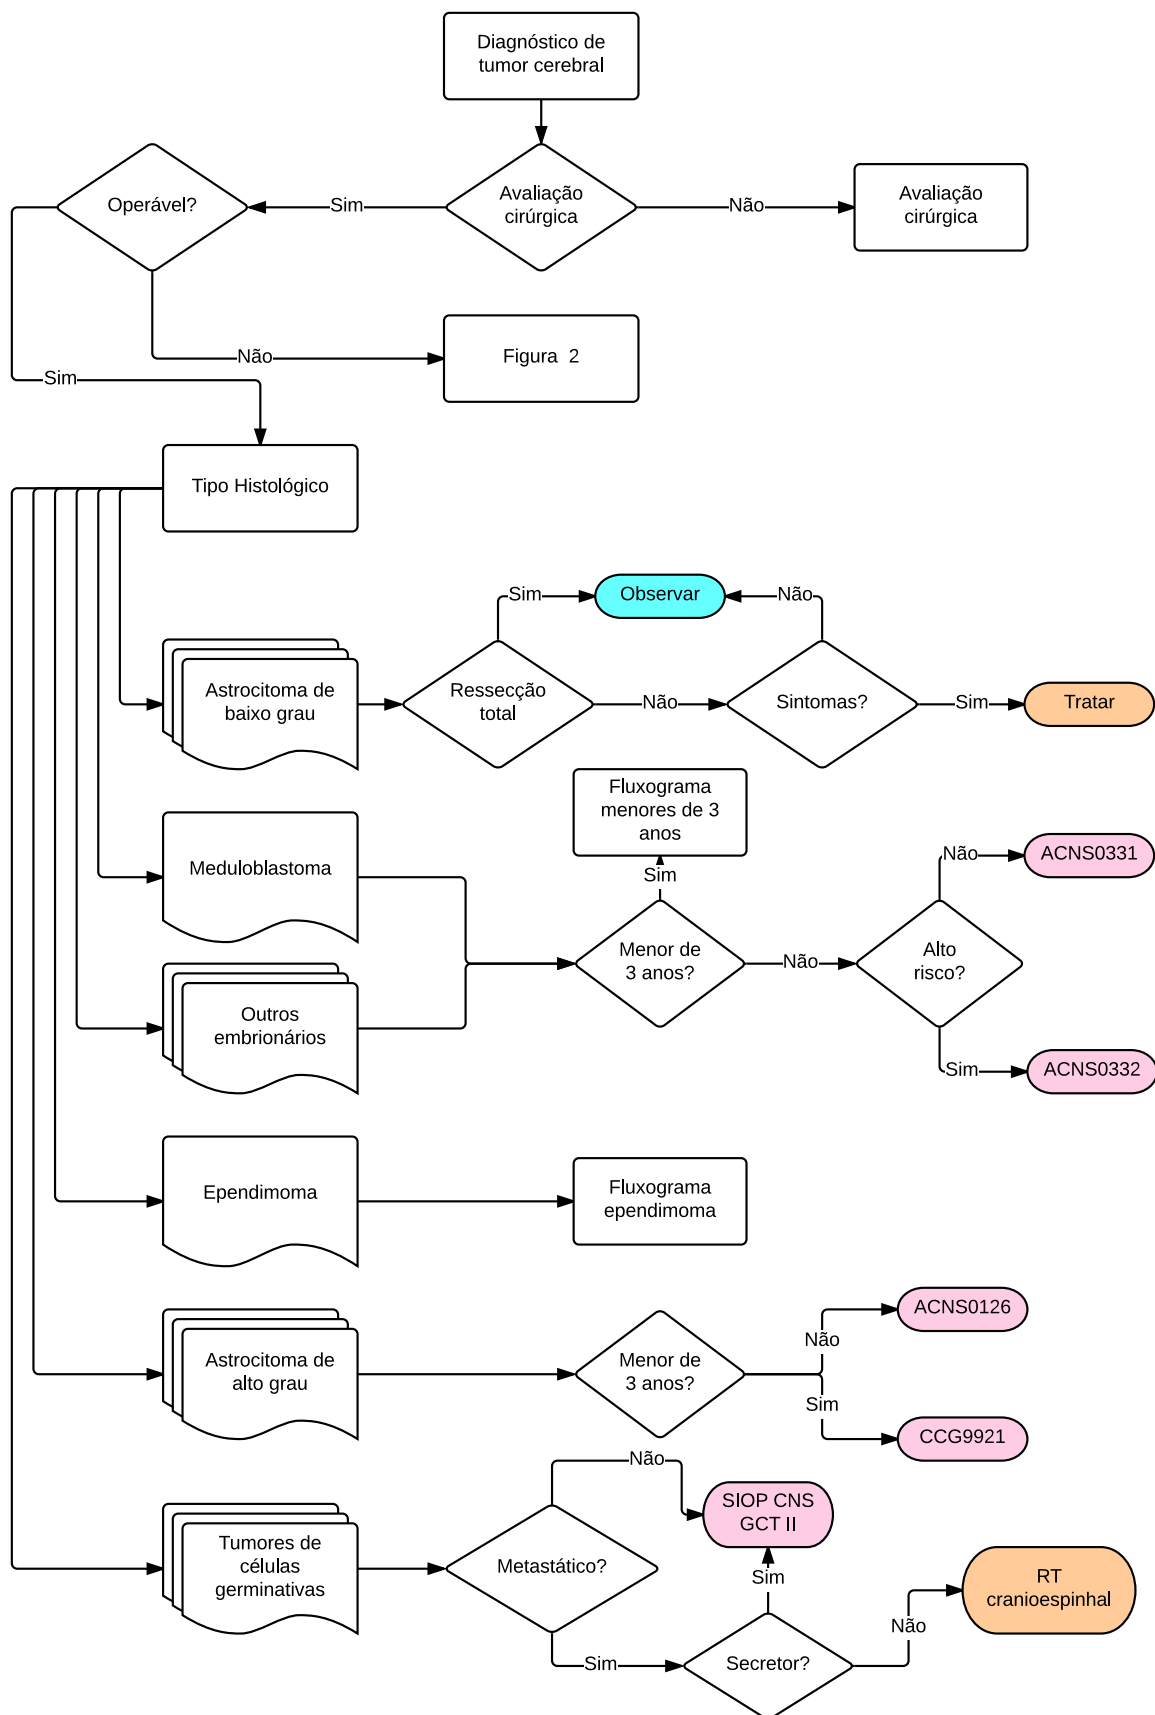 Diagnóstico de
tumor cerebral
Operável?
Sim
Avaliação
cirúrgica
Não
Avaliação
cirúrgica
Não
Figura 2
Sim
Tipo Histológico
Sim
Observar
Não
Astrocitoma de
baixo grau
Ressecção
total
Não
Sintomas?
Sim
Tratar
Fluxograma
menores de 3
anos
Meduloblastoma
Sim
Não
ACNS0331
Menor de
3 anos?
Não
Alto
risco?
Outros
embrionários
Sim
ACNS0332
Ependimoma
Fluxograma
ependimoma
Astrocitoma de
alto grau
Menor de
3 anos?
Não
ACNS0126
Sim
CCG9921
Não
SIOP CNS
GCT II
Tumores de
células
germinativas
Metastático?
Sim
Sim
Secretor?
Não
RT
cranioespinhal